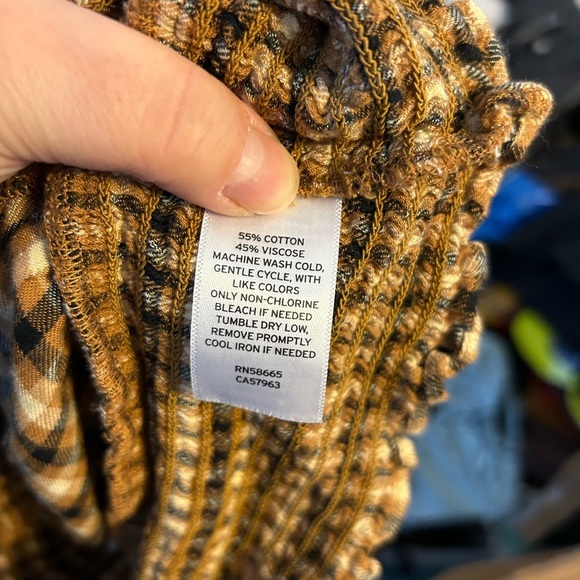 55% COTTON
45% VISCOSE
MACHINE WASH COLD,
GENTLE CYCLE, WITH
LIKE COLORS
ONLY NON-CHLORINE
BLEACH IF NEEDED
TUMBLE DRY LOW,
REMOVE PROMPTLY
COOL IRON IF NEEDED
RN58665
CA57963